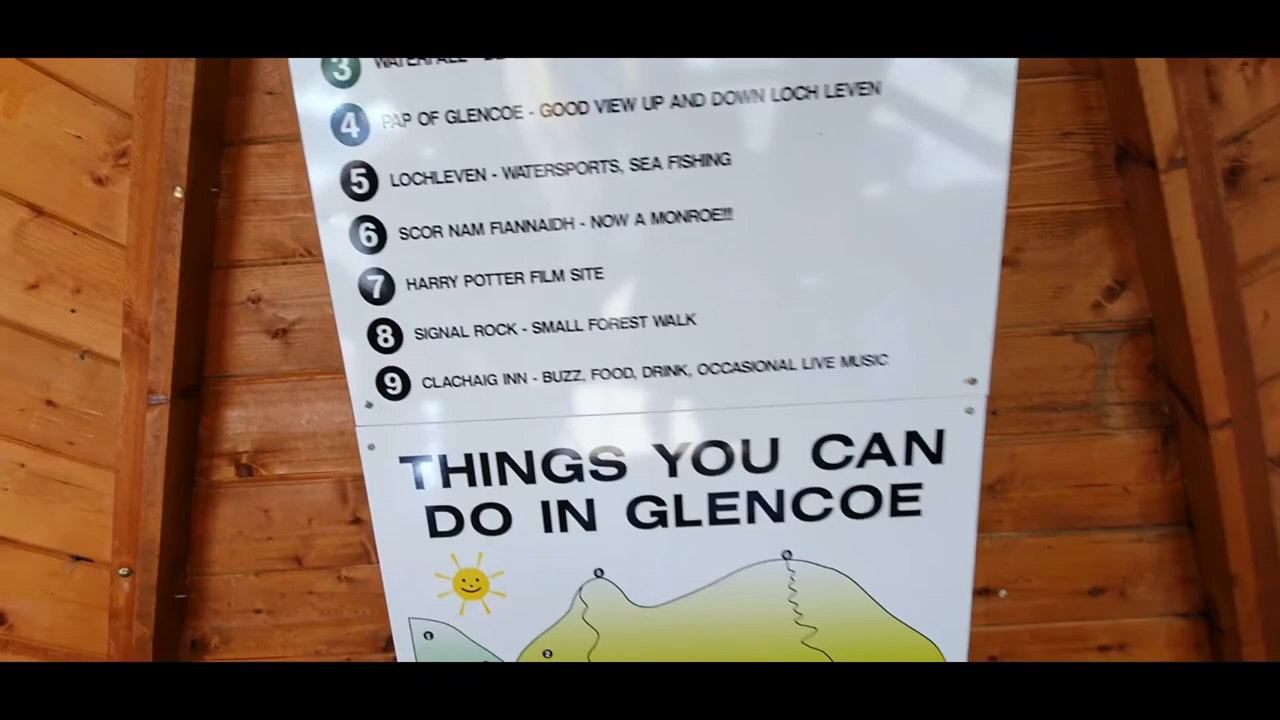 3 WATERFALL -
4 PAP OF GLENCOE - GOOD VIEW UP AND DOWN LOCH LEVEN
5 LOCHLEVEN - WATERSPORTS, SEA FISHING
6 SCOR NAM FIANNAIDH - NOW A MONROE!!!
7 HARRY POTTER FILM SITE
8 SIGNAL ROCK - SMALL FOREST WALK
9 CLACHAIG INN - BUZZ, FOOD, DRINK, OCCASIONAL LIVE MUSIC
THINGS YOU CAN
DO IN GLENCOE